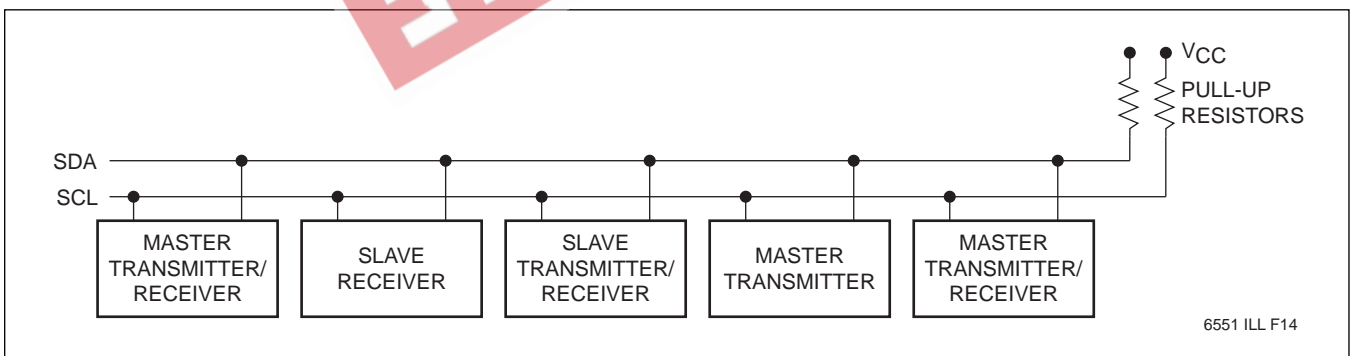 VCC
PULL-UP
RESISTORS
SDA
SCL
MASTER
TRANSMITTER/
RECEIVER
SLAVE
RECEIVER
SLAVE
TRANSMITTER/
RECEIVER
MASTER
TRANSMITTER
MASTER
TRANSMITTER/
RECEIVER
6551 ILL F14